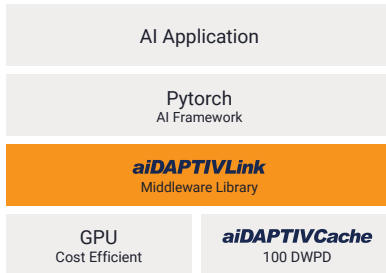 AI Application
Pytorch
AI Framework
aiDAPTIVLink
Middleware Library
GPU
Cost Efficient
aiDAPTIVCache
100 DWPD